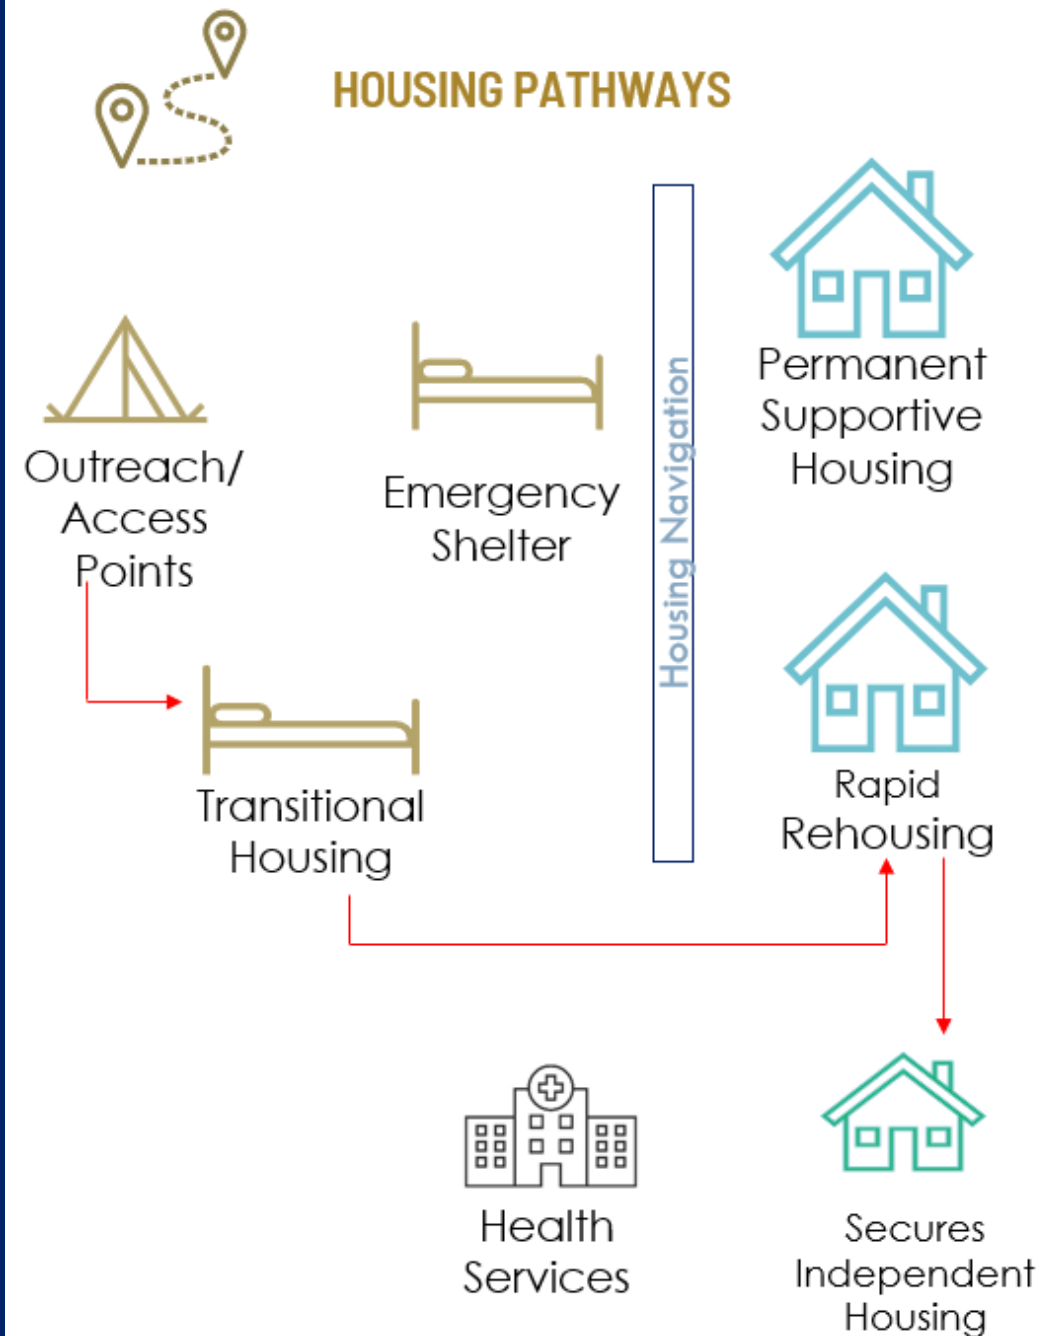 HOUSING PATHWAYS
Permanent
Supportive
Housing
Outreach/
Access
Points
Emergency
Shelter
Housing Navigation
Transitional
Housing
Rapid
Rehousing
Health
Services
Secures
Independent
Housing